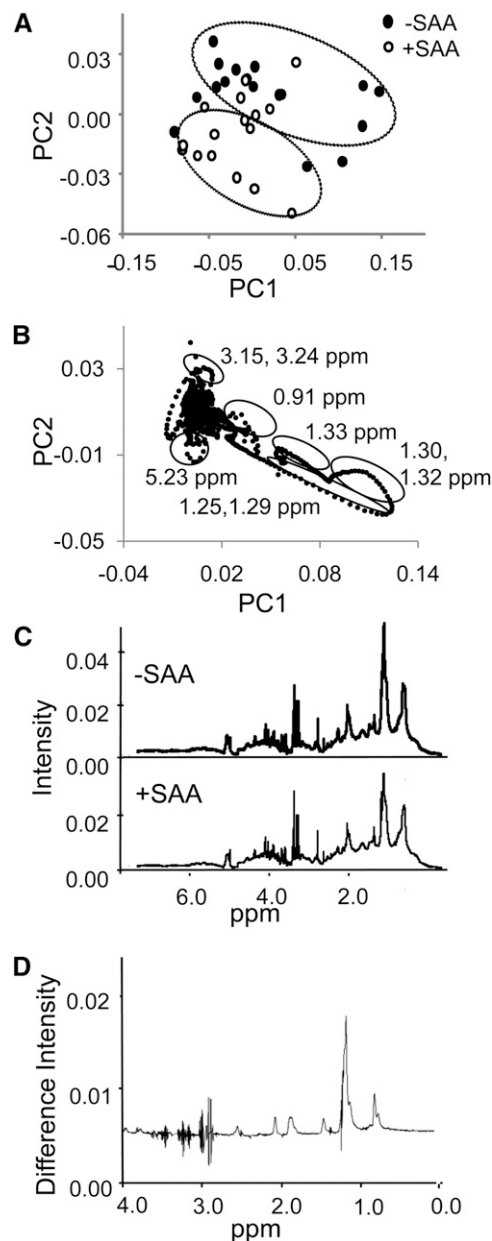 A
-SAA
+SAA
0.03
0.00
-0.03
-0.06
PC2
-0.15
-0.05
0.05
0.15
PC1
B
0.03
-0.01
-0.05
PC2
3.15, 3.24 ppm
0.91 ppm
1.33 ppm
1.30,
1.32 ppm
5.23 ppm
1.25,1.29 ppm
-0.04
0.02
0.08
0.14
PC1
C
-SAA
0.04
0.02
0.00
Intensity
+SAA
0.02
0.00
6.0
4.0
2.0
ppm
D
0.02
0.01
0.00
Difference Intensity
4.0
3.0
2.0
1.0
0.0
ppm